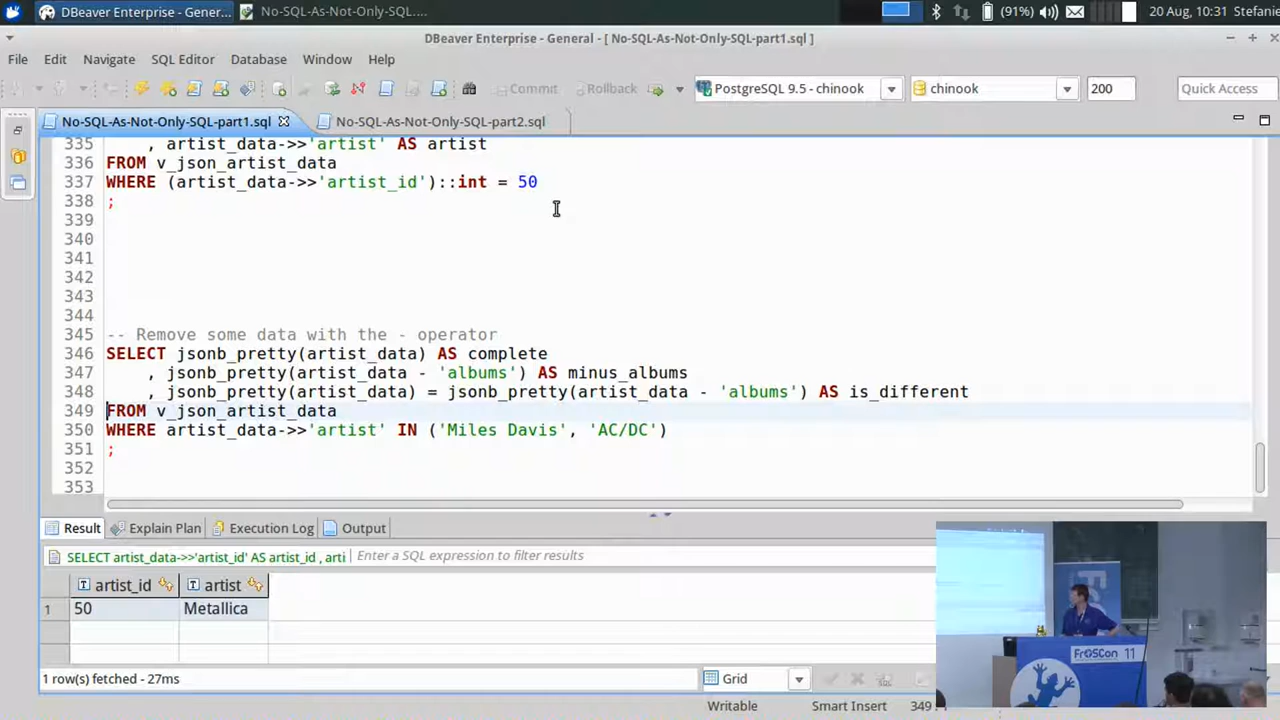 DBeaver Enterprise - Gener...
No-SQL-As-Not-Only-SQL....
(91%)
20 Aug, 10:31 Stefanie
DBeaver Enterprise - General - [ No-SQL-As-Not-Only-SQL-part1.sql ]
File Edit Navigate SQL Editor Database Window Help
Commit Rollback PostgreSQL 9.5 - chinook chinook 200 Quick Access
No-SQL-As-Not-Only-SQL-part1.sql No-SQL-As-Not-Only-SQL-part2.sql
335 , artist_data->>'artist' AS artist
336 FROM v_json_artist_data
337 WHERE (artist_data->>'artist_id')::int = 50
338 ;
339
340
341
342
343
344
345 -- Remove some data with the - operator
346 SELECT jsonb_pretty(artist_data) AS complete
347 , jsonb_pretty(artist_data - 'albums') AS minus_albums
348 , jsonb_pretty(artist_data) = jsonb_pretty(artist_data - 'albums') AS is_different
349 FROM v_json_artist_data
350 WHERE artist_data->>'artist' IN ('Miles Davis', 'AC/DC')
351 ;
352
353
Result Explain Plan Execution Log Output
SELECT artist_data->>'artist_id' AS artist_id , arti Enter a SQL expression to filter results
artist_id artist
1 50 Metallica
1 row(s) fetched - 27ms
Grid
Writable Smart Insert 349
FrOSCon 11